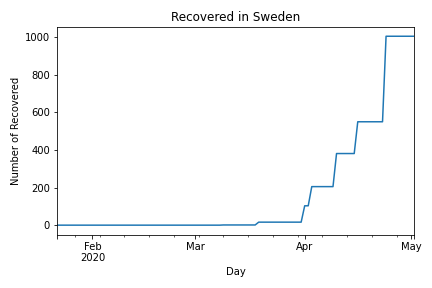 Recovered in Sweden
1000
800
600
400
200
0
Number of Recovered
Feb
2020
Mar
Apr
May
Day